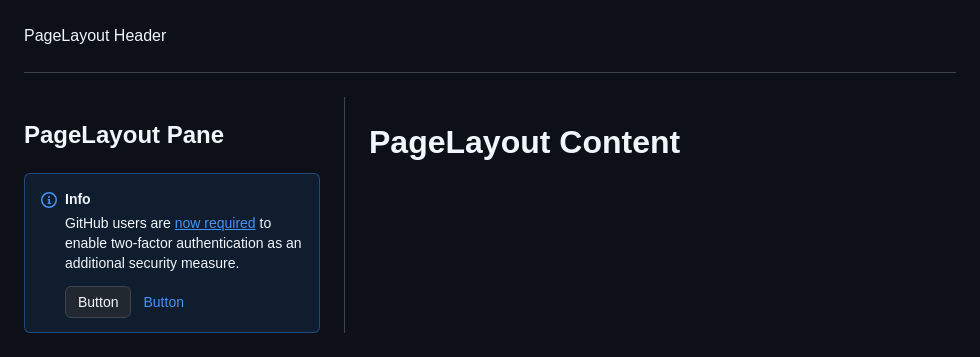 PageLayout Header
PageLayout Pane
Info
GitHub users are now required to
enable two-factor authentication as an
additional security measure.
Button Button
PageLayout Content